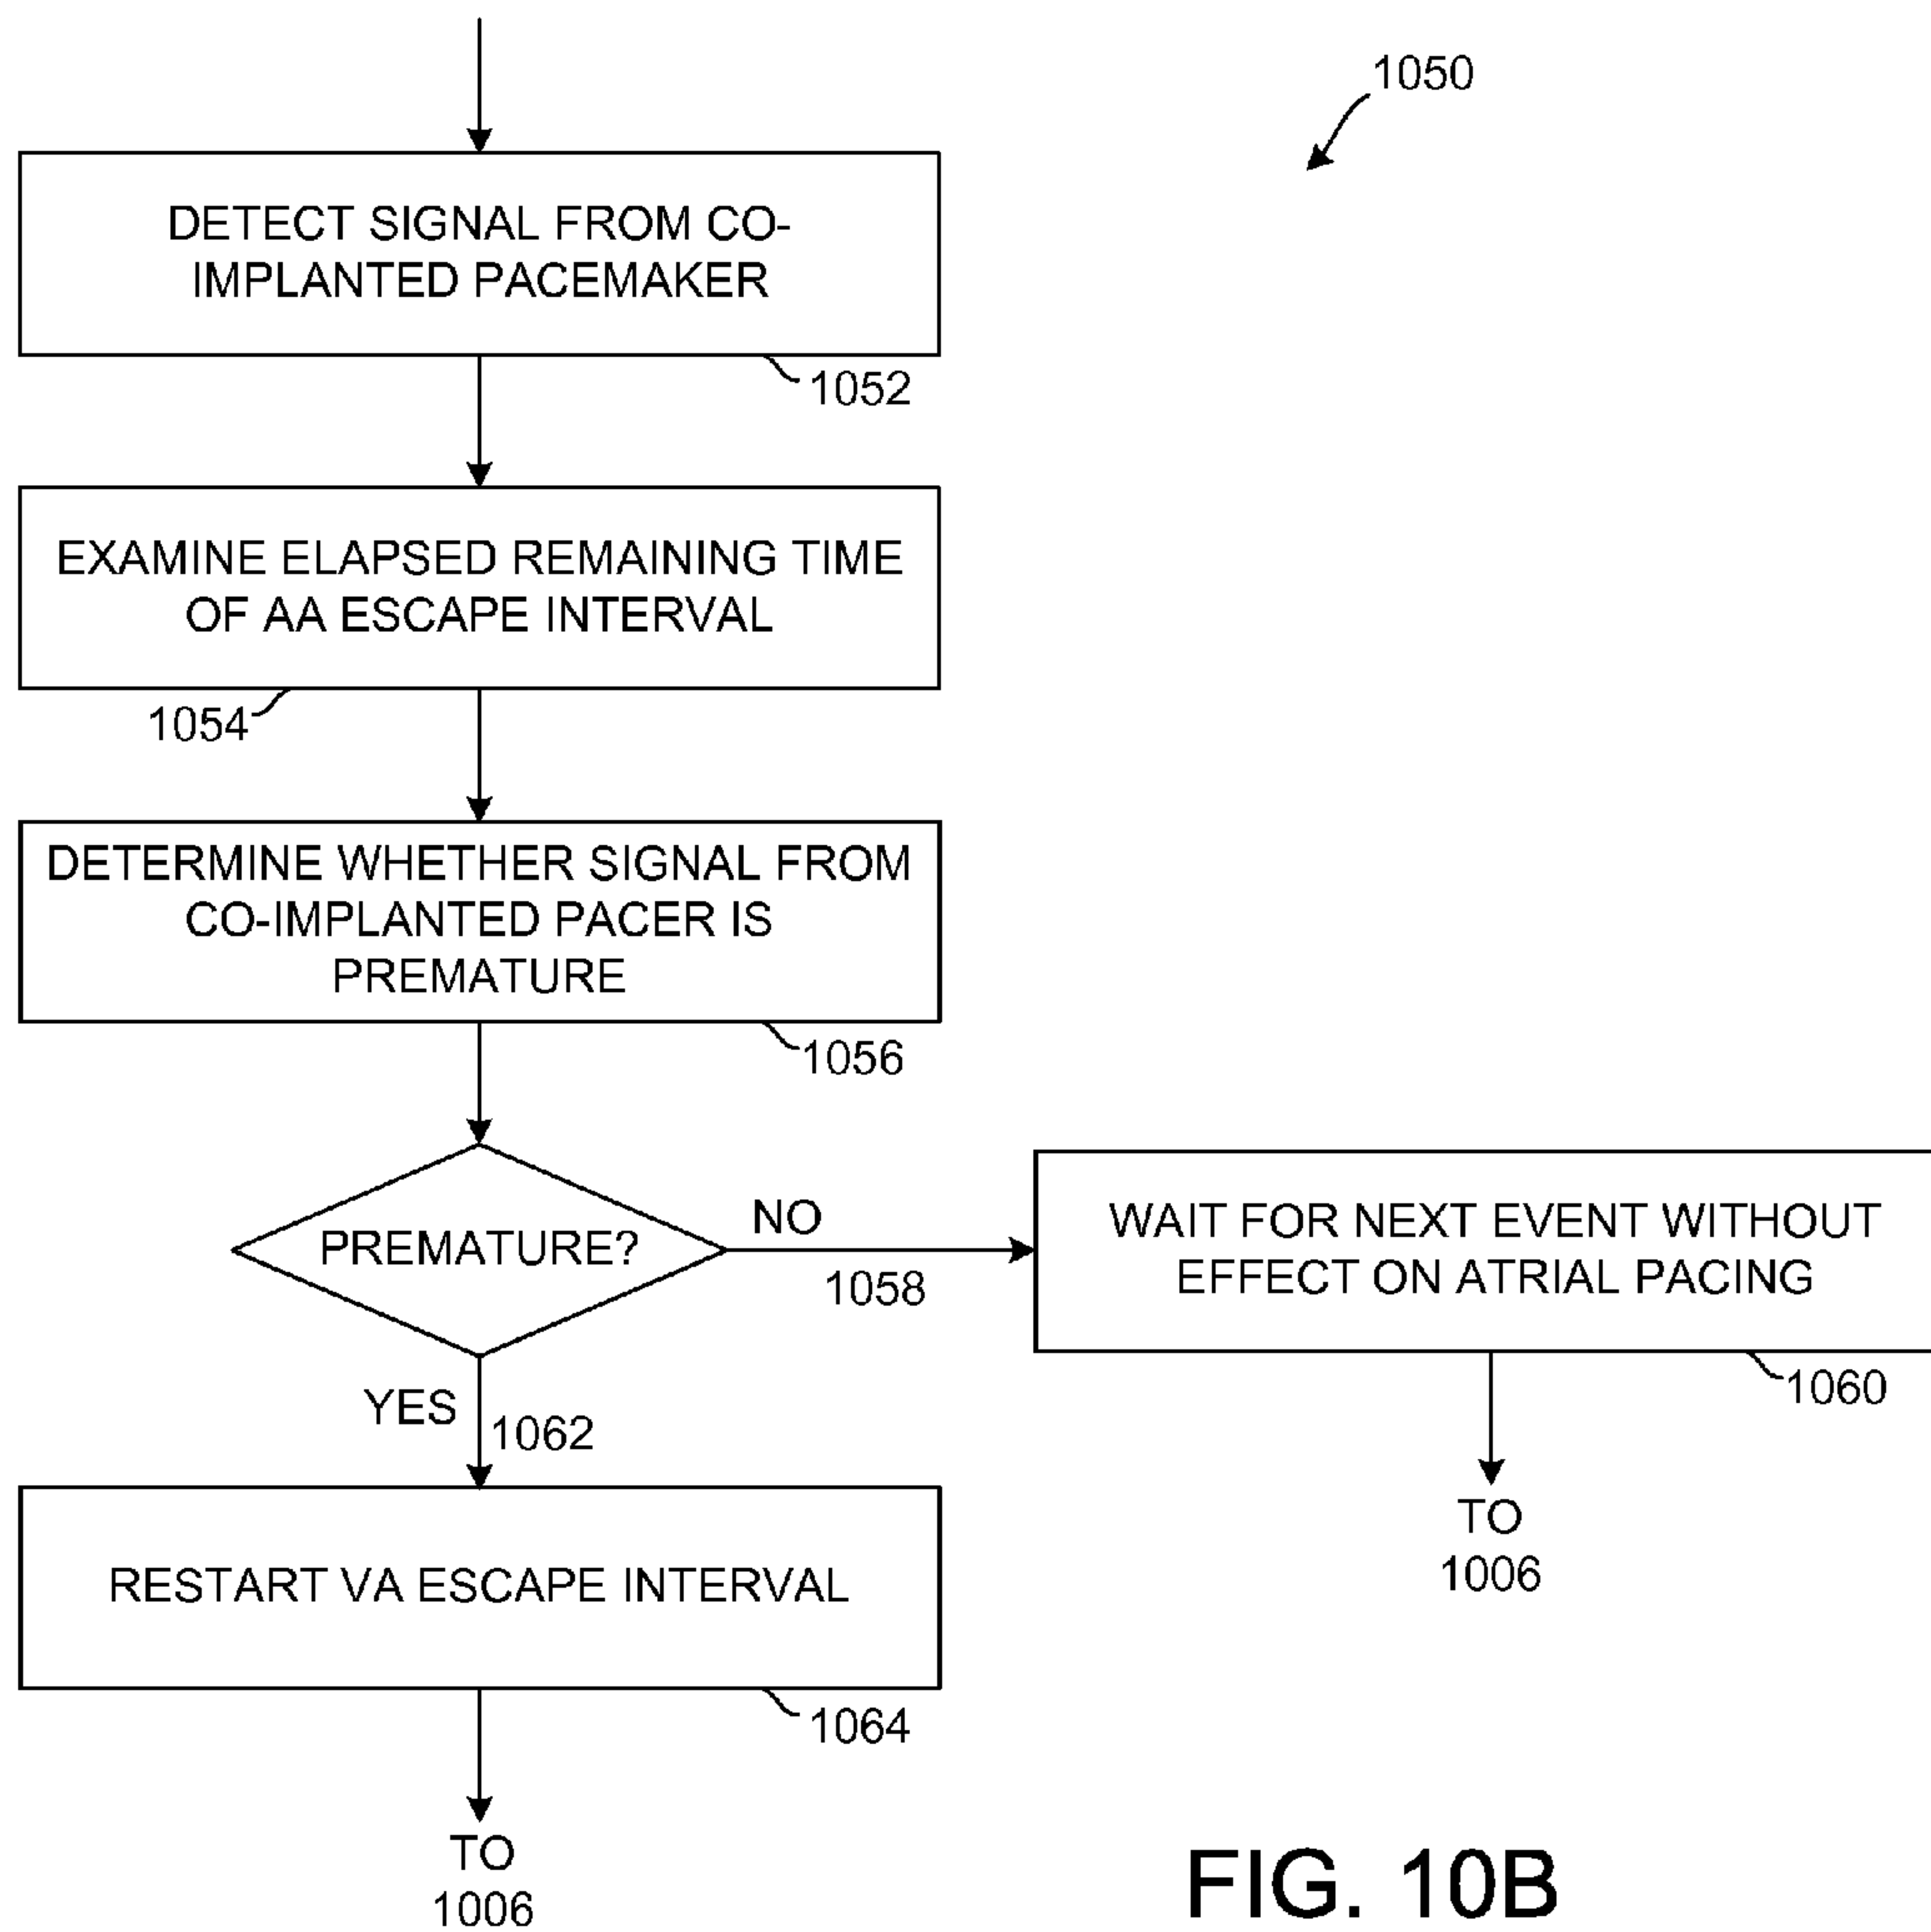 1050
DETECT SIGNAL FROM CO-
IMPLANTED PACEMAKER
1052
EXAMINE ELAPSED REMAINING TIME
OF AA ESCAPE INTERVAL
1054
DETERMINE WHETHER SIGNAL FROM
CO-IMPLANTED PACER IS
PREMATURE
1056
PREMATURE?
NO
1058
WAIT FOR NEXT EVENT WITHOUT
EFFECT ON ATRIAL PACING
1060
TO
1006
YES
1062
RESTART VA ESCAPE INTERVAL
1064
TO
1006
FIG. 10B